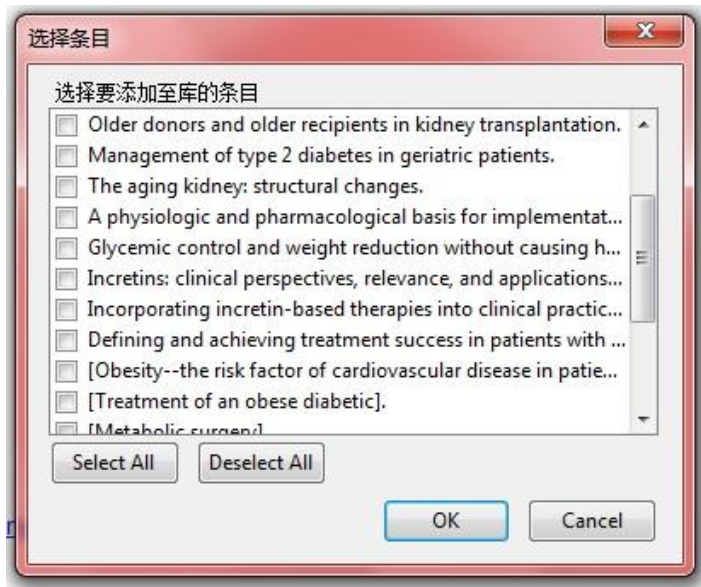 选择条目
选择要添加至库的条目
Older donors and older recipients in kidney transplantation.
Management of type 2 diabetes in geriatric patients.
The aging kidney: structural changes.
A physiologic and pharmacological basis for implementat...
Glycemic control and weight reduction without causing h...
Incretins: clinical perspectives, relevance, and applications...
Incorporating incretin-based therapies into clinical practic...
Defining and achieving treatment success in patients with ...
[Obesity--the risk factor of cardiovascular disease in patie...
[Treatment of an obese diabetic].
[Metabolic surgery]
Select All Deselect All
OK Cancel